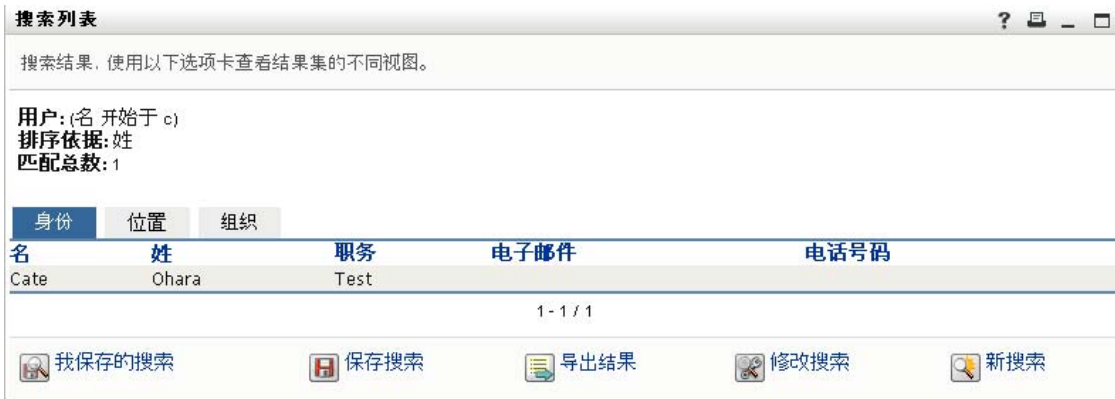 搜索列表 ?
搜索结果, 使用以下选项卡查看结果集的不同视图。
用户: (名 开始于 c)
排序依据: 姓
匹配总数: 1
身份 位置 组织
名 姓 职务 电子邮件 电话号码
Cate Ohara Test
1 - 1 / 1
我保存的搜索 保存搜索 导出结果 修改搜索 新搜索